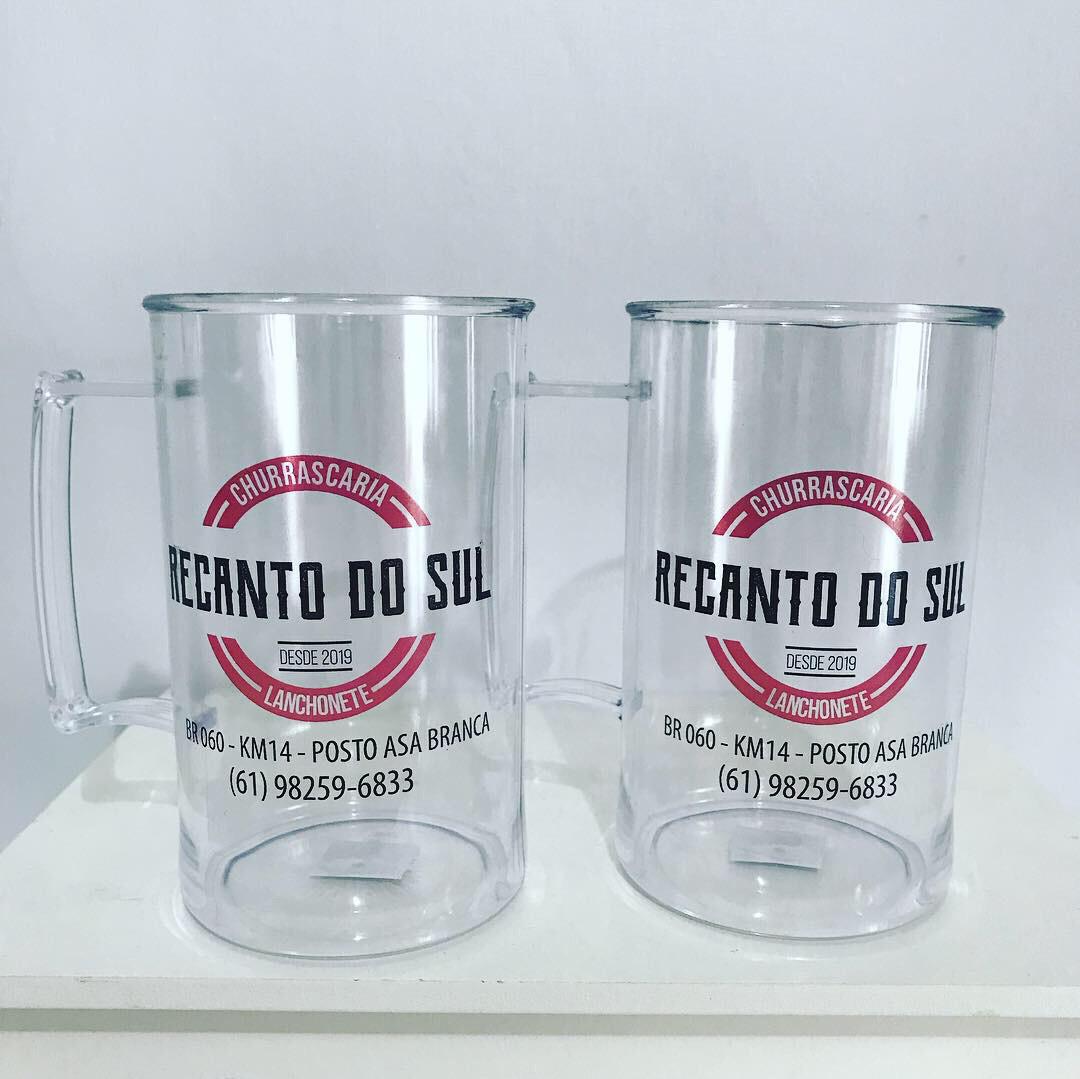 CHURRASCARIA
RECANTO DO SUL
DESDE 2019
LANCHONETE
BR 060 - KM14 - POSTO ASA BRANCA
(61) 98259-6833
CHURRASCARIA
RECANTO DO SUL
DESDE 2019
LANCHONETE
BR 060 - KM14 - POSTO ASA BRANCA
(61) 98259-6833